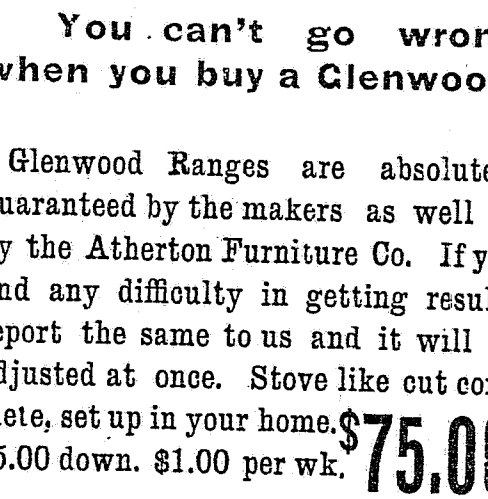 You can't go wron
when you buy a Glenwoo
Glenwood Ranges are absolute
uaranteed by the makers as well
y the Atherton Furniture Co. If y
nd any difficulty in getting resul
eport the same to us and it will
djusted at once. Stove like cut co
lete, set up in your home. $75.0
5.00 down. $1.00 per wk.